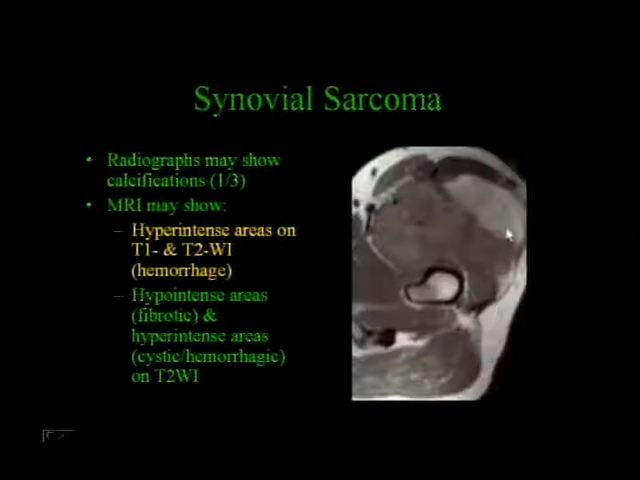 Synovial Sarcoma
• Radiographs may show
calcifications (1/3)
• MRI may show:
– Hyperintense areas on
T1- & T2-WI
(hemorrhage)
– Hypointense areas
(fibrotic) &
hyperintense areas
(cystic/hemorrhagic)
on T2WI